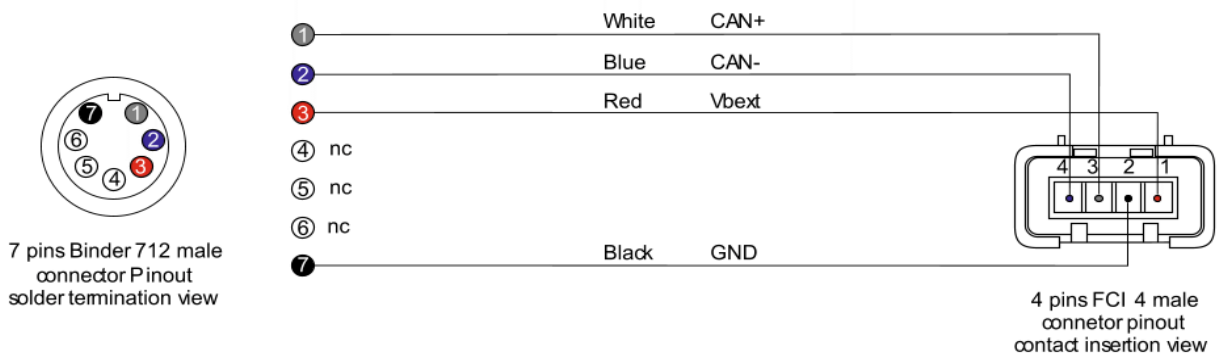 1 White CAN+
2 Blue CAN-
3 Red Vbext
4 nc
5 nc
6 nc
7 Black GND
7 1
6 2
5 3
4
7 pins Binder 712 male
connector Pinout
solder termination view
4 3 2 1
4 pins FCI 4 male
connetor pinout
contact insertion view